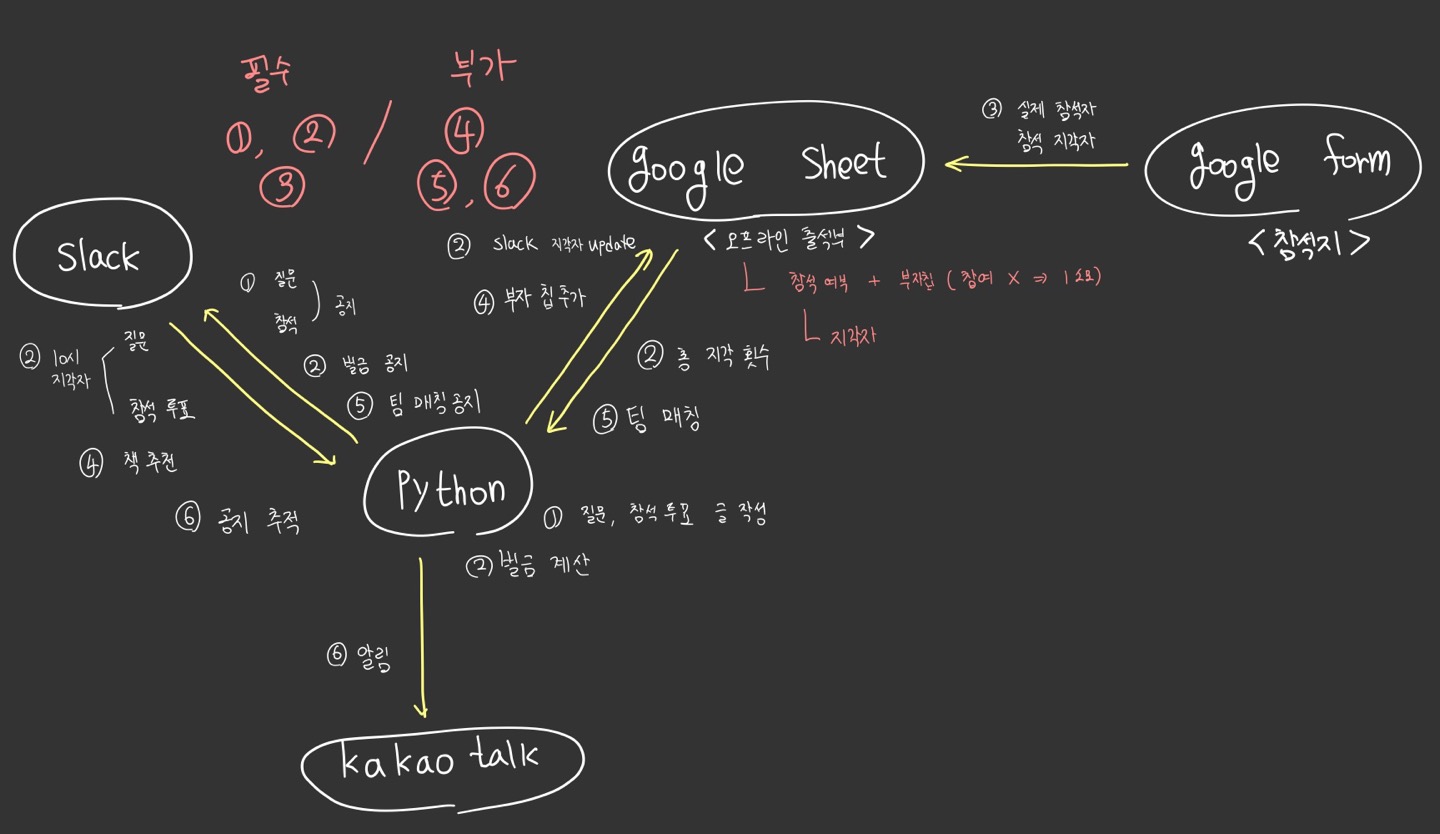 필수 부가
①, ② / ④
③ ⑤, ⑥
③ 실제 참석자
참석 지각자
google Sheet
google form
Slack
② slack 지각자 update
< 오프라인 출석부 >
<참석지>
① 질문
참석
공지
④ 부자 칩 추가
참석 여부 + 부자칩 (참여 X ⇒
지각자
② 10시
지각자
질문
참석 투표
② 벌금 공지
② 총 지각 횟수
⑤ 팀 매칭 공지
⑤ 팀 매칭
④ 책 추천
Python
⑥ 공지 추적
① 질문, 참석 투표 글 작성
② 벌금 계산
⑥ 알림
kakao talk